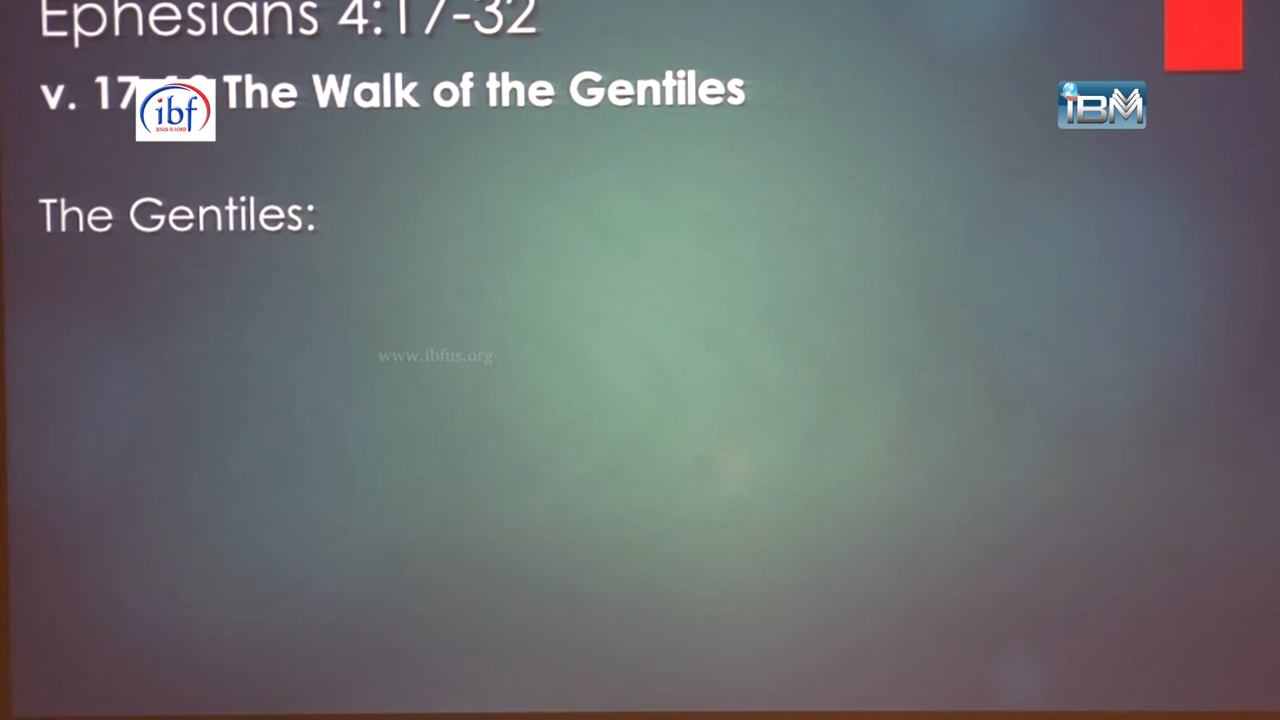 Ephesians 4:17-32
v. 17 The Walk of the Gentiles
ibf
JESUS IS LORD
iBM
The Gentiles:
www.ibfus.org